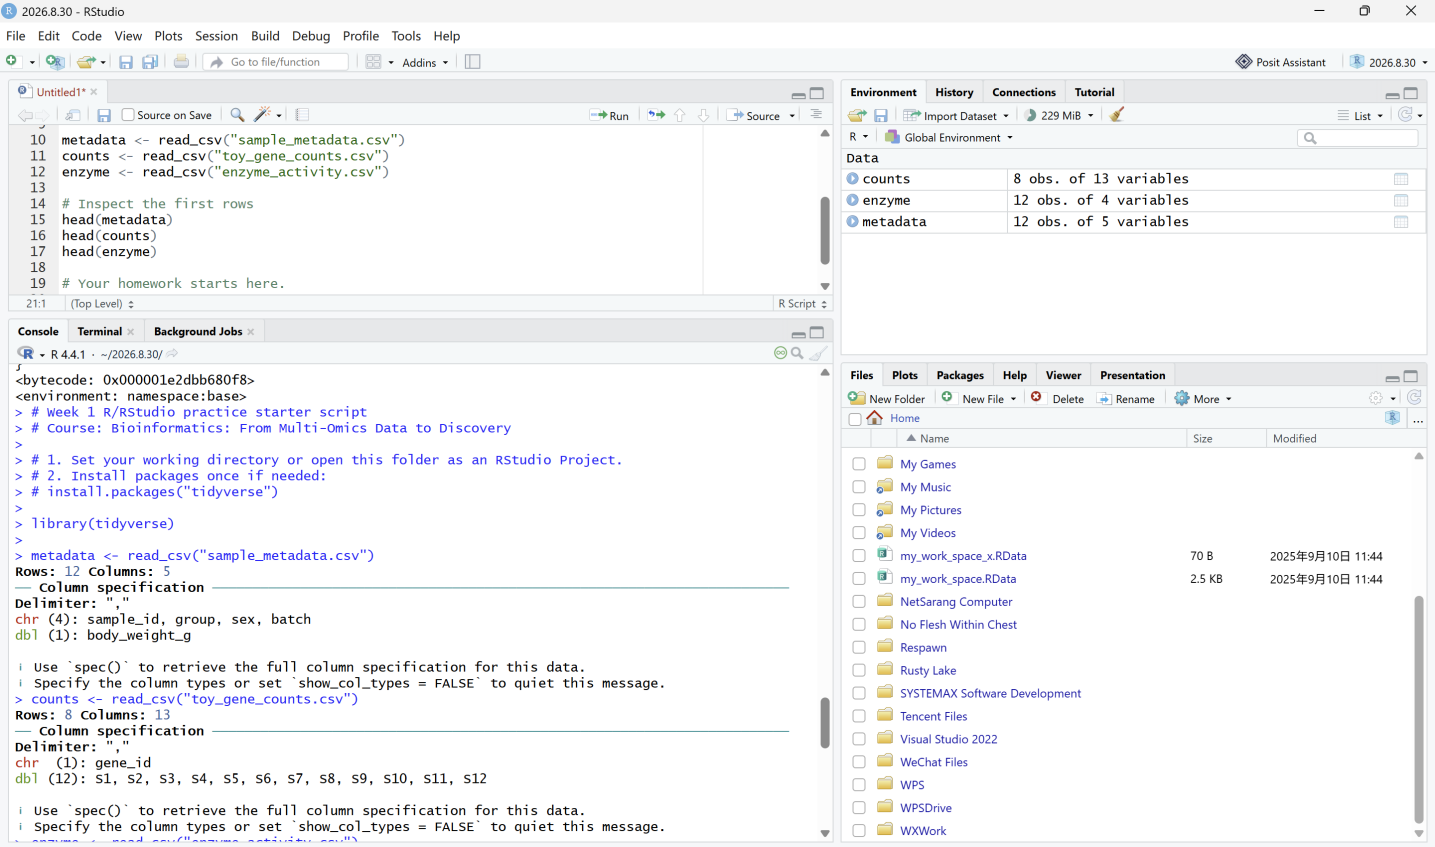 2026.8.30 - RStudio
File Edit Code View Plots Session Build Debug Profile Tools Help
Go to file/function Addins Posit Assistant 2026.8.30
Untitled1*
Source on Save Run Source
10 metadata <- read_csv("sample_metadata.csv")
11 counts <- read_csv("toy_gene_counts.csv")
12 enzyme <- read_csv("enzyme_activity.csv")
13
14 # Inspect the first rows
15 head(metadata)
16 head(counts)
17 head(enzyme)
18
19 # Your homework starts here.
21:1 (Top Level) R Script
Console Terminal Background Jobs
R 4.4.1 · ~/2026.8.30/
}
<bytecode: 0x000001e2dbb680f8>
<environment: namespace:base>
> # Week 1 R/RStudio practice starter script
> # Course: Bioinformatics: From Multi-Omics Data to Discovery
>
> # 1. Set your working directory or open this folder as an RStudio Project.
> # 2. Install packages once if needed:
> # install.packages("tidyverse")
>
> library(tidyverse)
>
> metadata <- read_csv("sample_metadata.csv")
Rows: 12 Columns: 5
── Column specification ──
Delimiter: ","
chr (4): sample_id, group, sex, batch
dbl (1): body_weight_g
ℹ Use `spec()` to retrieve the full column specification for this data.
ℹ Specify the column types or set `show_col_types = FALSE` to quiet this message.
> counts <- read_csv("toy_gene_counts.csv")
Rows: 8 Columns: 13
── Column specification ──
Delimiter: ","
chr (1): gene_id
dbl (12): S1, S2, S3, S4, S5, S6, S7, S8, S9, S10, S11, S12
ℹ Use `spec()` to retrieve the full column specification for this data.
ℹ Specify the column types or set `show_col_types = FALSE` to quiet this message.
> enzyme <- read_csv("enzyme_activity.csv")
Environment History Connections Tutorial
Import Dataset 229 MiB List
R Global Environment
Data
counts 8 obs. of 13 variables
enzyme 12 obs. of 4 variables
metadata 12 obs. of 5 variables
Files Plots Packages Help Viewer Presentation
New Folder New File Delete Rename More
Home ...
Name Size Modified
My Games
My Music
My Pictures
My Videos
my_work_space_x.RData 70 B 2025年9月10日 11:44
my_work_space.RData 2.5 KB 2025年9月10日 11:44
NetSarang Computer
No Flesh Within Chest
Respawn
Rusty Lake
SYSTEMAX Software Development
Tencent Files
Visual Studio 2022
WeChat Files
WPS
WPSDrive
WXWork